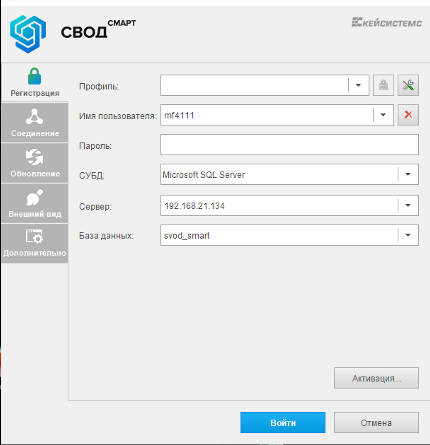 СВОД СМАРТ
КЕЙСИСТЕМС
Регистрация
Соединение
Обновление
Внешний вид
Дополнительно
Профиль:
Имя пользователя: mf4111
Пароль:
СУБД: Microsoft SQL Server
Сервер: 192.168.21.134
База данных: svod_smart
Активация...
Войти
Отмена